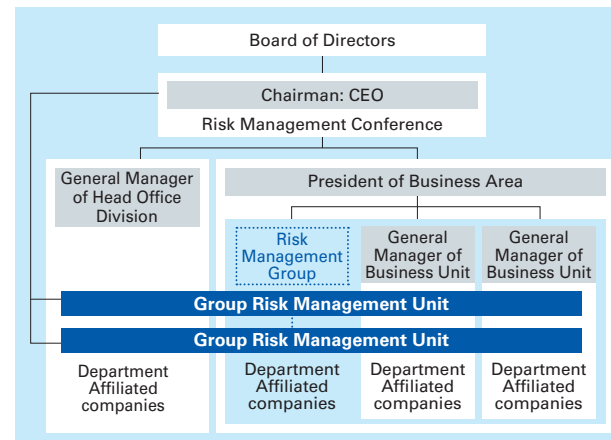 Board of Directors
Chairman: CEO
Risk Management Conference
General Manager
of Head Office
Division
President of Business Area
Risk
Management
Group
General
Manager of
Business Unit
General
Manager of
Business Unit
Group Risk Management Unit
Group Risk Management Unit
Department
Affiliated
companies
Department
Affiliated
companies
Department
Affiliated
companies
Department
Affiliated
companies